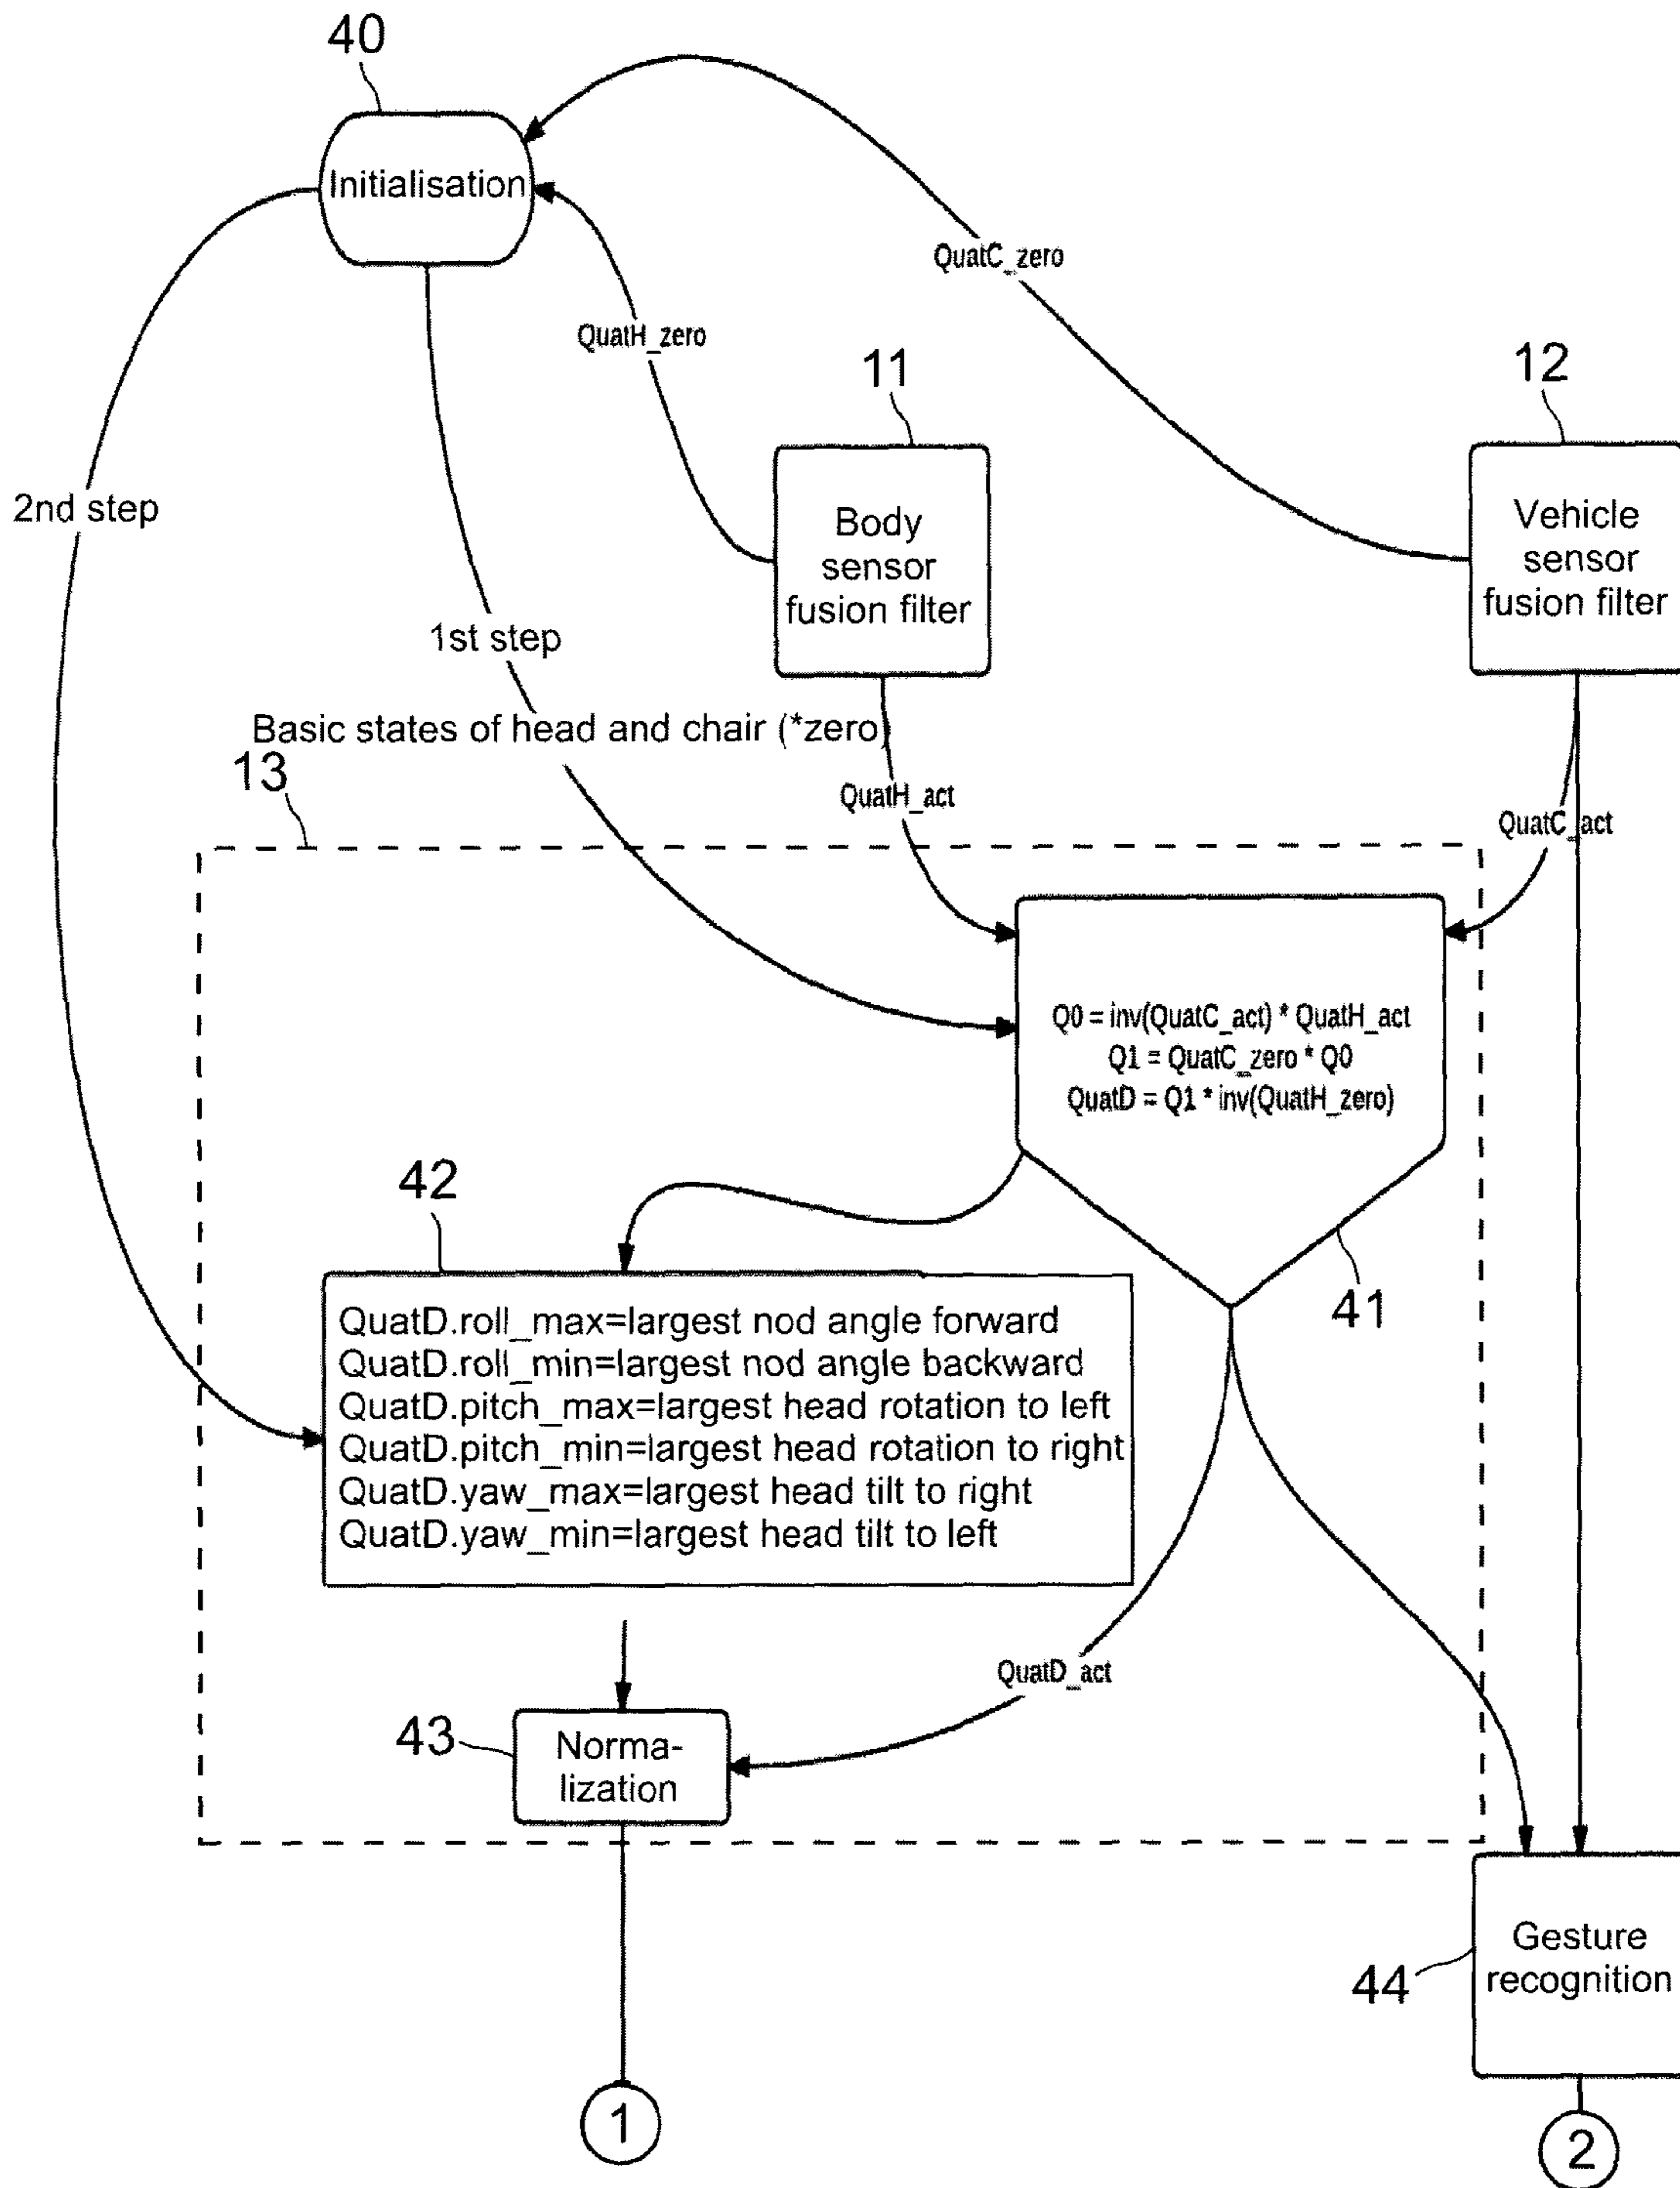 40
Initialisation
QuatC_zero
QuatH_zero
11
12
2nd step
Body
sensor
fusion filter
Vehicle
sensor
fusion filter
1st step
Basic states of head and chair (*zero)
13
QuatH_act
QuatC_act
Q0 = inv(QuatC_act) * QuatH_act
Q1 = QuatC_zero * Q0
QuatD = Q1 * inv(QuatH_zero)
42
41
QuatD.roll_max=largest nod angle forward
QuatD.roll_min=largest nod angle backward
QuatD.pitch_max=largest head rotation to left
QuatD.pitch_min=largest head rotation to right
QuatD.yaw_max=largest head tilt to right
QuatD.yaw_min=largest head tilt to left
QuatD_act
43
Norma-
lization
44
Gesture
recognition
1
2